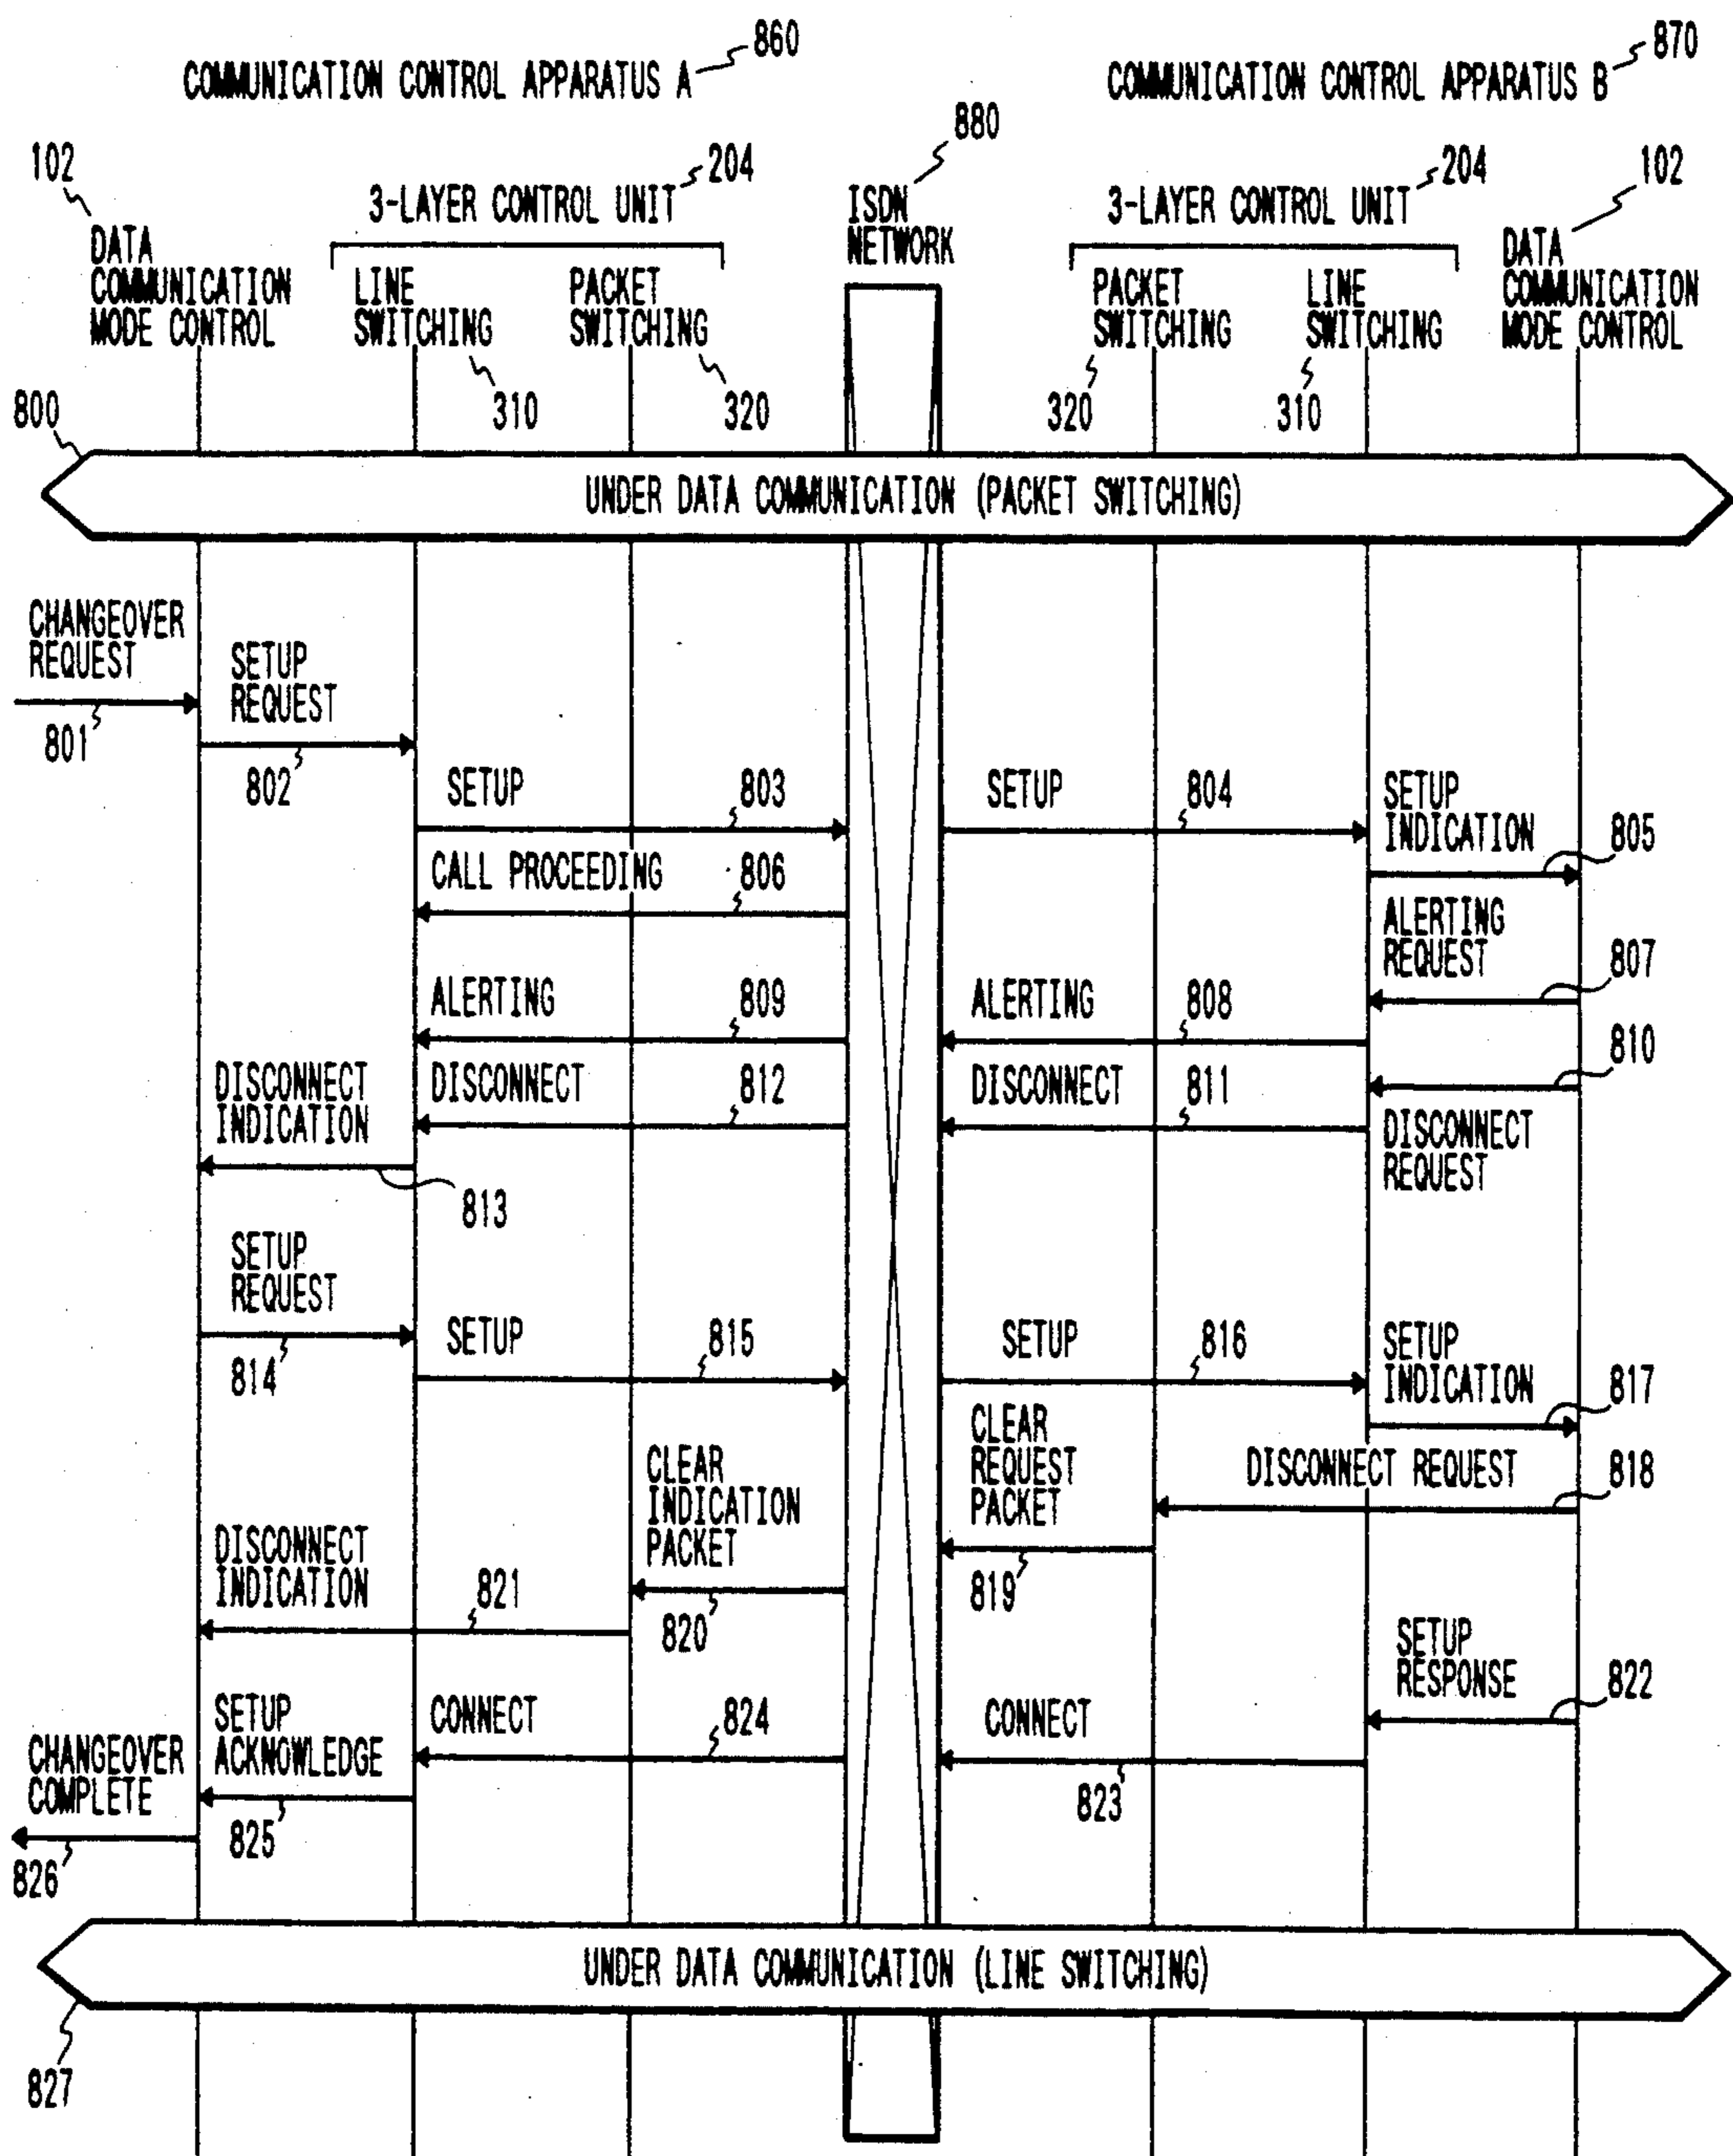 COMMUNICATION CONTROL APPARATUS A
860
COMMUNICATION CONTROL APPARATUS B
870
880
102
DATA
COMMUNICATION
MODE CONTROL
3-LAYER CONTROL UNIT
204
LINE
SWITCHING
310
PACKET
SWITCHING
320
ISDN
NETWORK
3-LAYER CONTROL UNIT
204
PACKET
SWITCHING
320
LINE
SWITCHING
310
102
DATA
COMMUNICATION
MODE CONTROL
800
UNDER DATA COMMUNICATION (PACKET SWITCHING)
CHANGEOVER
REQUEST
801
SETUP
REQUEST
802
SETUP
803
SETUP
804
SETUP
INDICATION
805
CALL PROCEEDING
806
ALERTING
REQUEST
807
ALERTING
809
ALERTING
808
810
DISCONNECT
INDICATION
DISCONNECT
812
DISCONNECT
811
DISCONNECT
REQUEST
813
SETUP
REQUEST
814
SETUP
815
SETUP
816
SETUP
INDICATION
817
CLEAR
REQUEST
PACKET
DISCONNECT REQUEST
818
CLEAR
INDICATION
PACKET
819
DISCONNECT
INDICATION
821
820
SETUP
RESPONSE
822
SETUP
ACKNOWLEDGE
CONNECT
824
CONNECT
823
CHANGEOVER
COMPLETE
825
826
UNDER DATA COMMUNICATION (LINE SWITCHING)
827